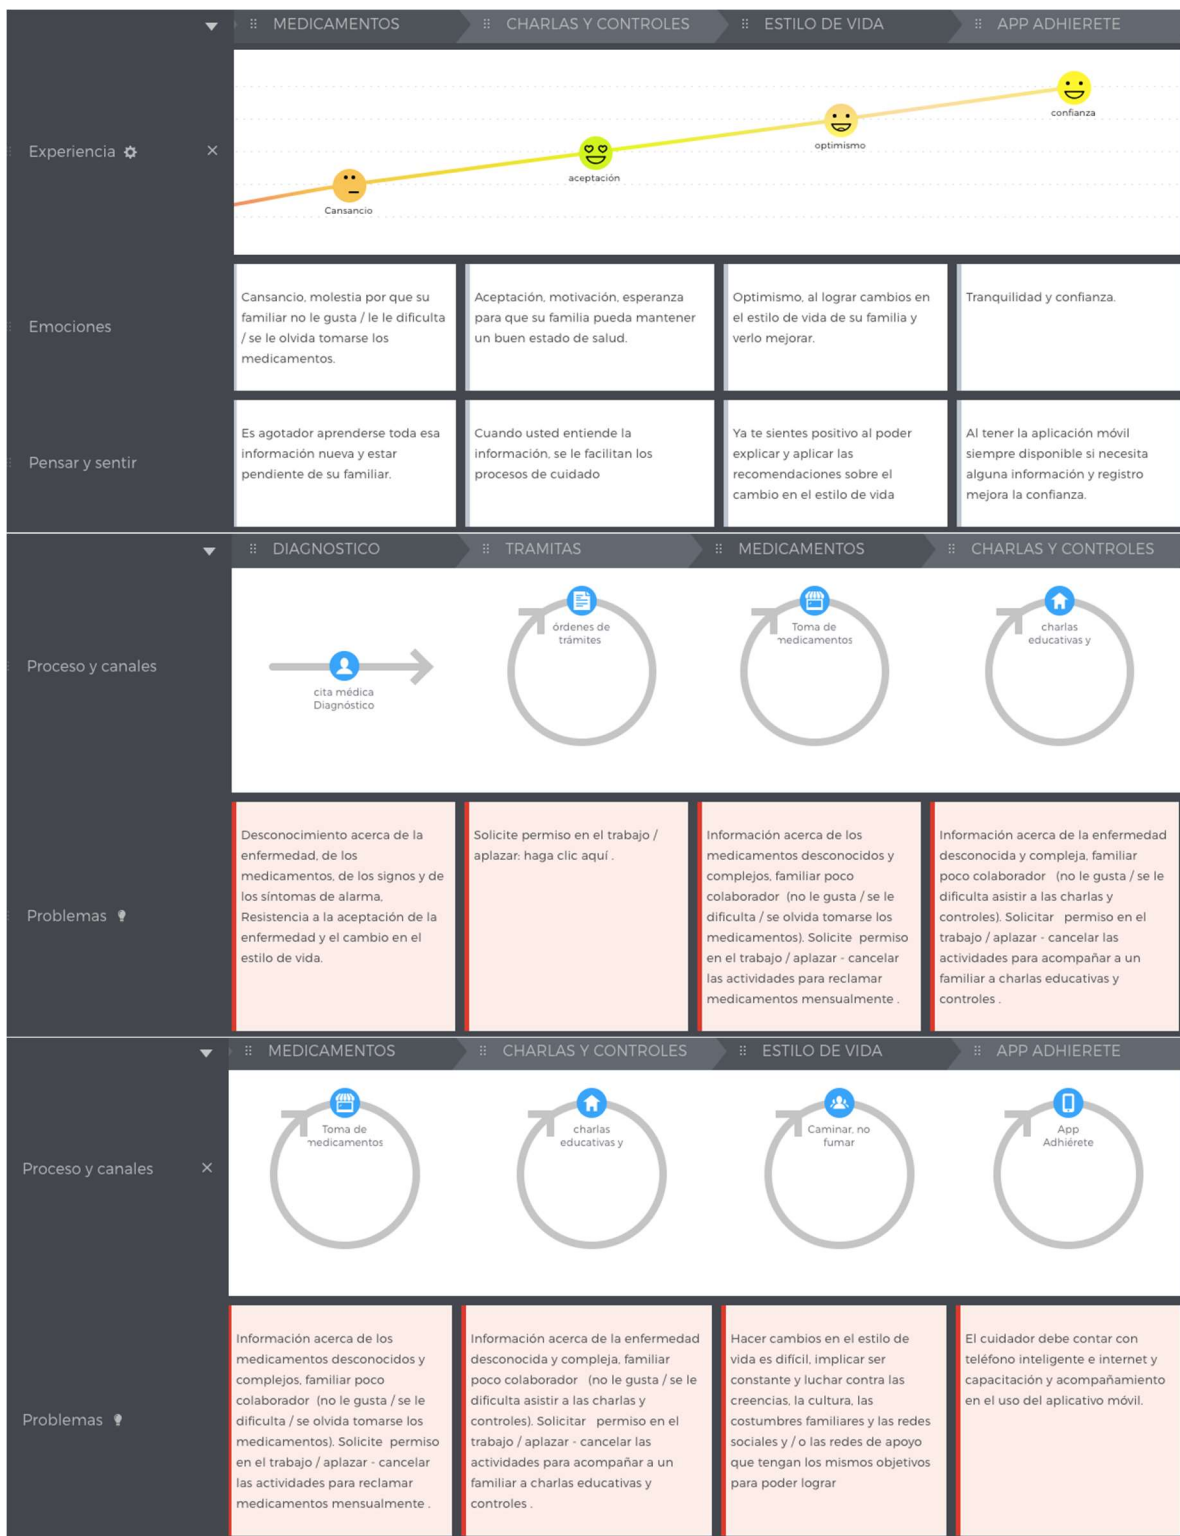 MEDICAMENTOS
CHARLAS Y CONTROLES
ESTILO DE VIDA
APP ADHIERETE
Experiencia
Cansancio
aceptación
optimismo
confianza
Emociones
Cansancio, molestia por que su
familiar no le gusta / le le dificulta
/ se le olvida tomarse los
medicamentos.
Aceptación, motivación, esperanza
para que su familia pueda mantener
un buen estado de salud.
Optimismo, al lograr cambios en
el estilo de vida de su familia y
verlo mejorar.
Tranquilidad y confianza.
Pensar y sentir
Es agotador aprenderse toda esa
información nueva y estar
pendiente de su familiar.
Cuando usted entiende la
información, se le facilitan los
procesos de cuidado
Ya te sientes positivo al poder
explicar y aplicar las
recomendaciones sobre el
cambio en el estilo de vida
Al tener la aplicación móvil
siempre disponible si necesita
alguna información y registro
mejora la confianza.
DIAGNOSTICO
TRAMITAS
MEDICAMENTOS
CHARLAS Y CONTROLES
Proceso y canales
cita médica
Diagnóstico
órdenes de
trámites
Toma de
medicamentos
charlas
educativas y
Problemas
Desconocimiento acerca de la
enfermedad, de los
medicamentos, de los signos y de
los síntomas de alarma,
Resistencia a la aceptación de la
enfermedad y el cambio en el
estilo de vida.
Solicite permiso en el trabajo /
aplazar: haga clic aquí .
Información acerca de los
medicamentos desconocidos y
complejos, familiar poco
colaborador (no le gusta / se le
dificulta / se olvida tomarse los
medicamentos). Solicite permiso
en el trabajo / aplazar - cancelar
las actividades para reclamar
medicamentos mensualmente .
Información acerca de la enfermedad
desconocida y compleja, familiar
poco colaborador (no le gusta / se le
dificulta asistir a las charlas y
controles). Solicitar permiso en el
trabajo / aplazar - cancelar las
actividades para acompañar a un
familiar a charlas educativas y
controles .
MEDICAMENTOS
CHARLAS Y CONTROLES
ESTILO DE VIDA
APP ADHIERETE
Proceso y canales
Toma de
medicamentos
charlas
educativas y
Caminar, no
fumar
App
Adhiérete
Problemas
Información acerca de los
medicamentos desconocidos y
complejos, familiar poco
colaborador (no le gusta / se le
dificulta / se olvida tomarse los
medicamentos). Solicite permiso
en el trabajo / aplazar - cancelar
las actividades para reclamar
medicamentos mensualmente .
Información acerca de la enfermedad
desconocida y compleja, familiar
poco colaborador (no le gusta / se le
dificulta asistir a las charlas y
controles). Solicitar permiso en el
trabajo / aplazar - cancelar las
actividades para acompañar a un
familiar a charlas educativas y
controles .
Hacer cambios en el estilo de
vida es difícil, implicar ser
constante y luchar contra las
creencias, la cultura, las
costumbres familiares y las redes
sociales y / o las redes de apoyo
que tengan los mismos objetivos
para poder lograr
El cuidador debe contar con
teléfono inteligente e internet y
capacitación y acompañamiento
en el uso del aplicativo móvil.